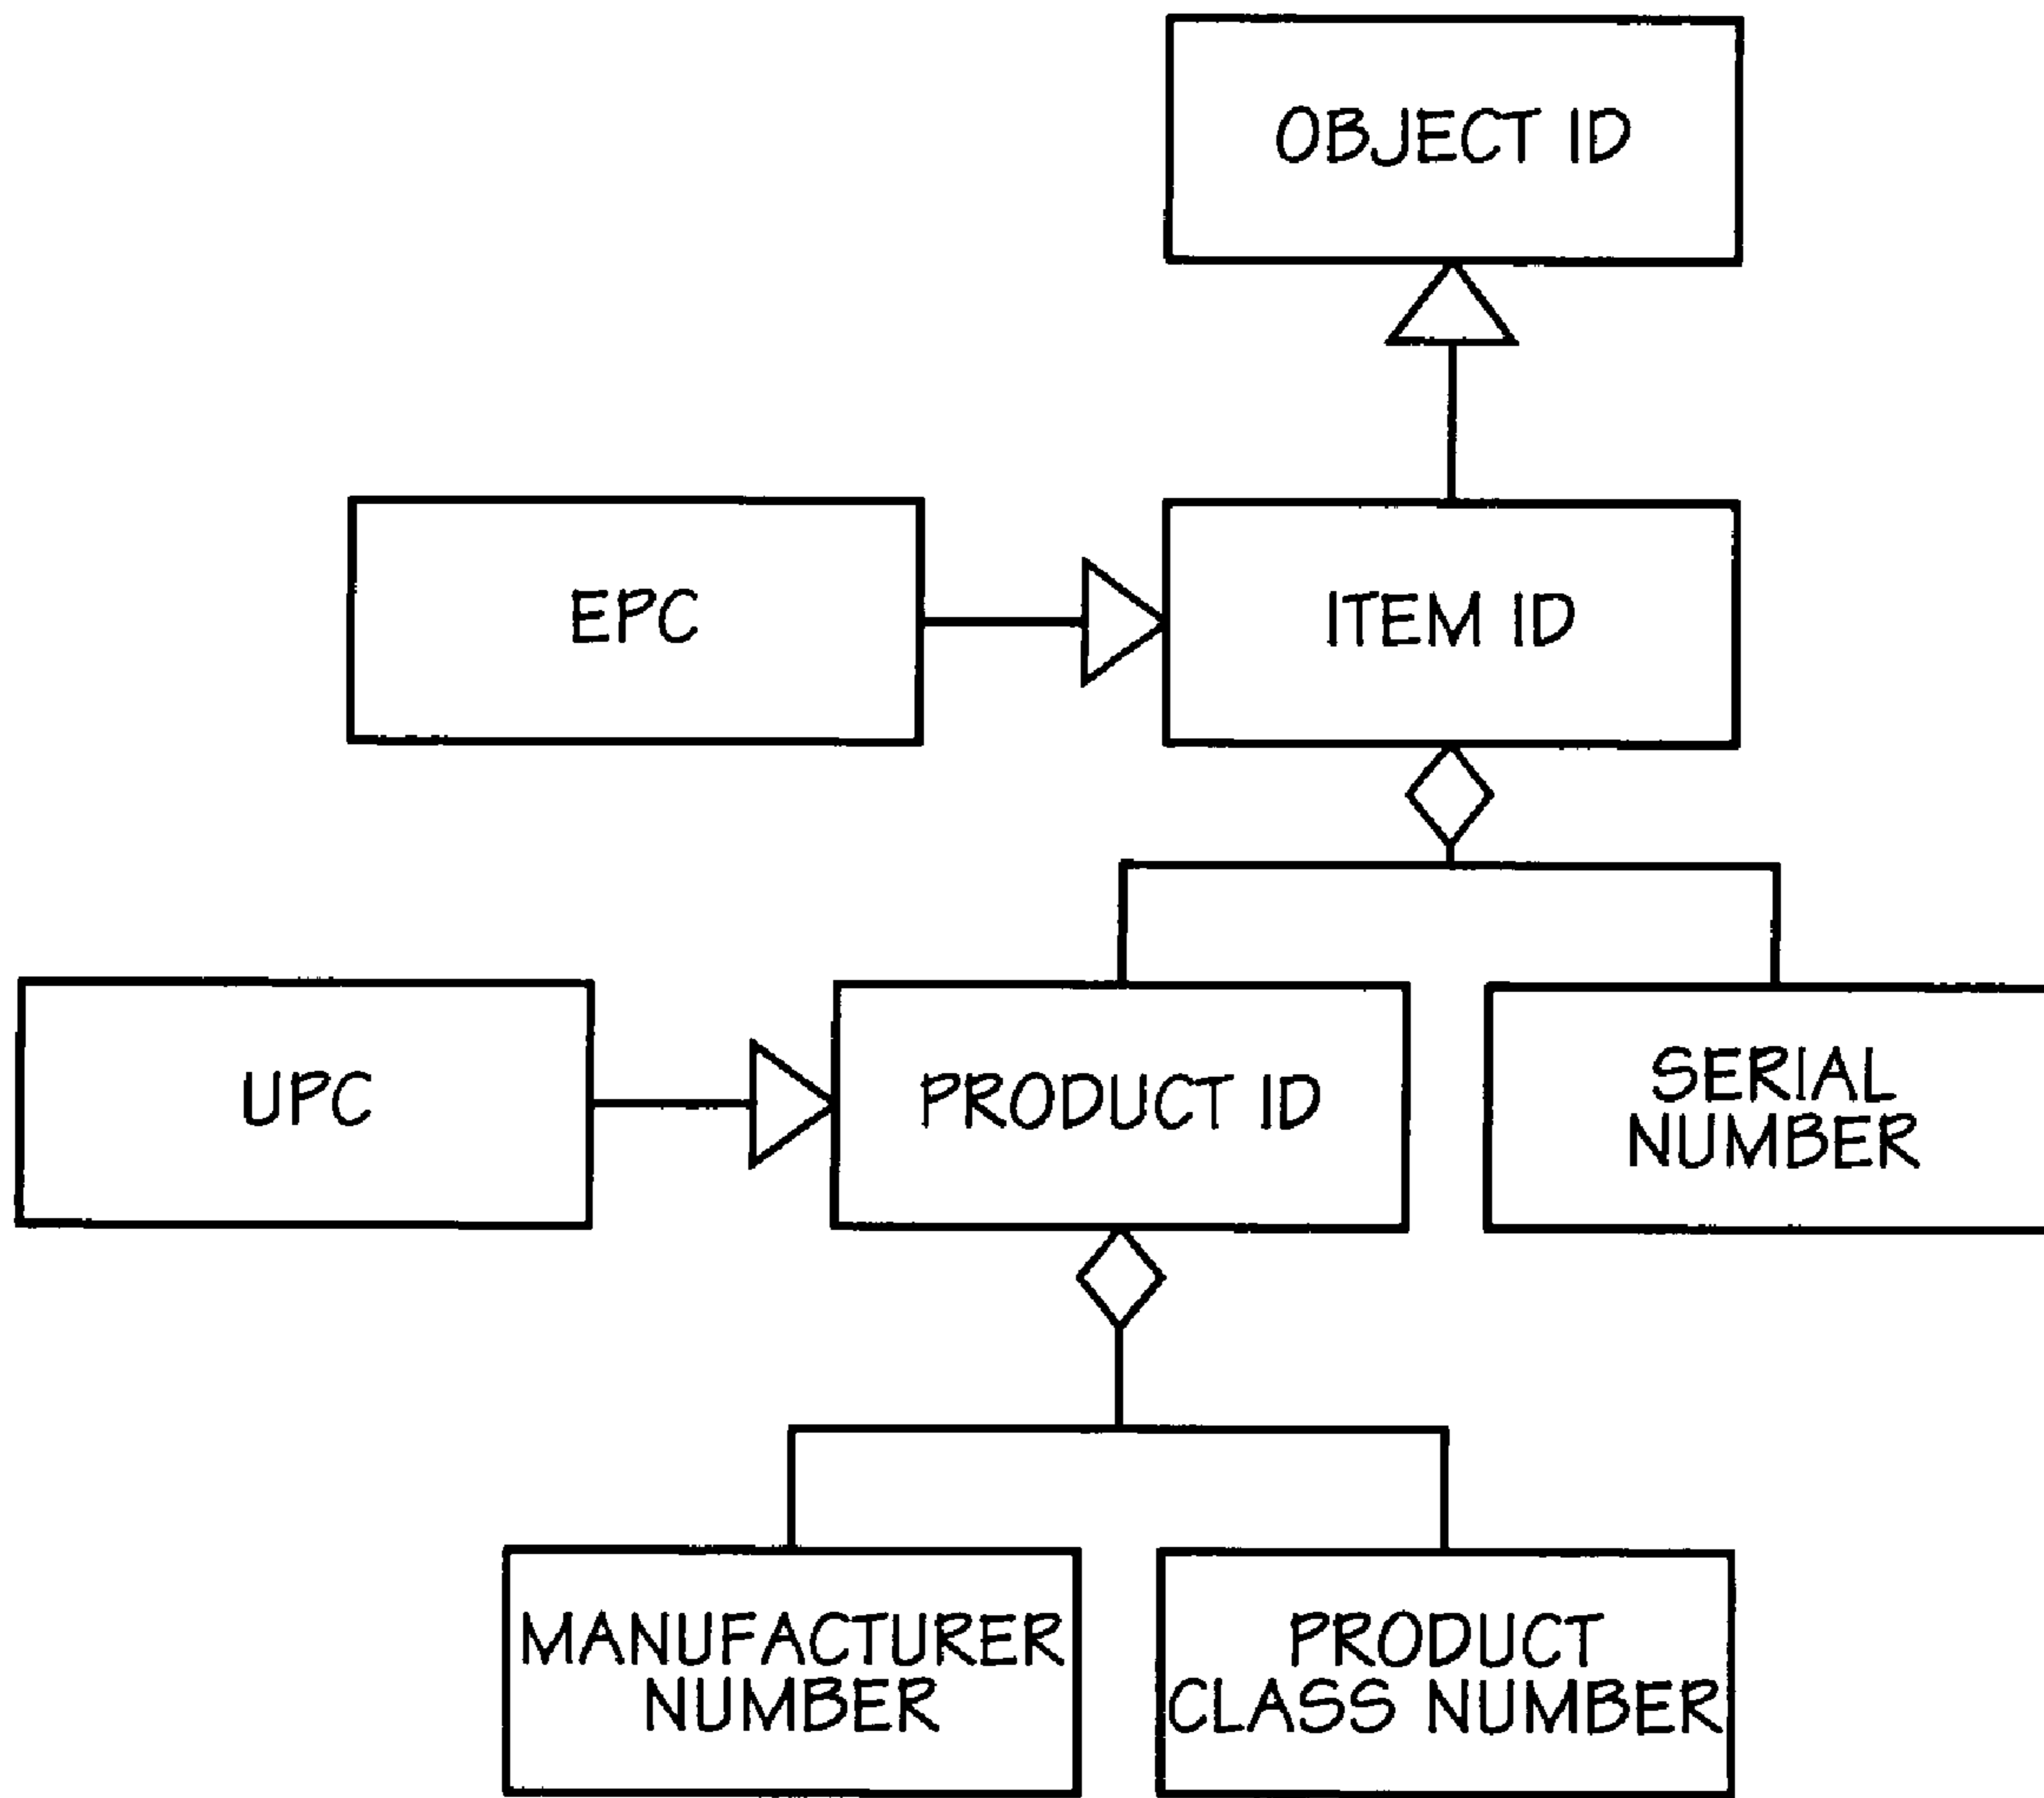 OBJECT ID
EPC
ITEM ID
UPC
PRODUCT ID
SERIAL
NUMBER
MANUFACTURER
NUMBER
PRODUCT
CLASS NUMBER